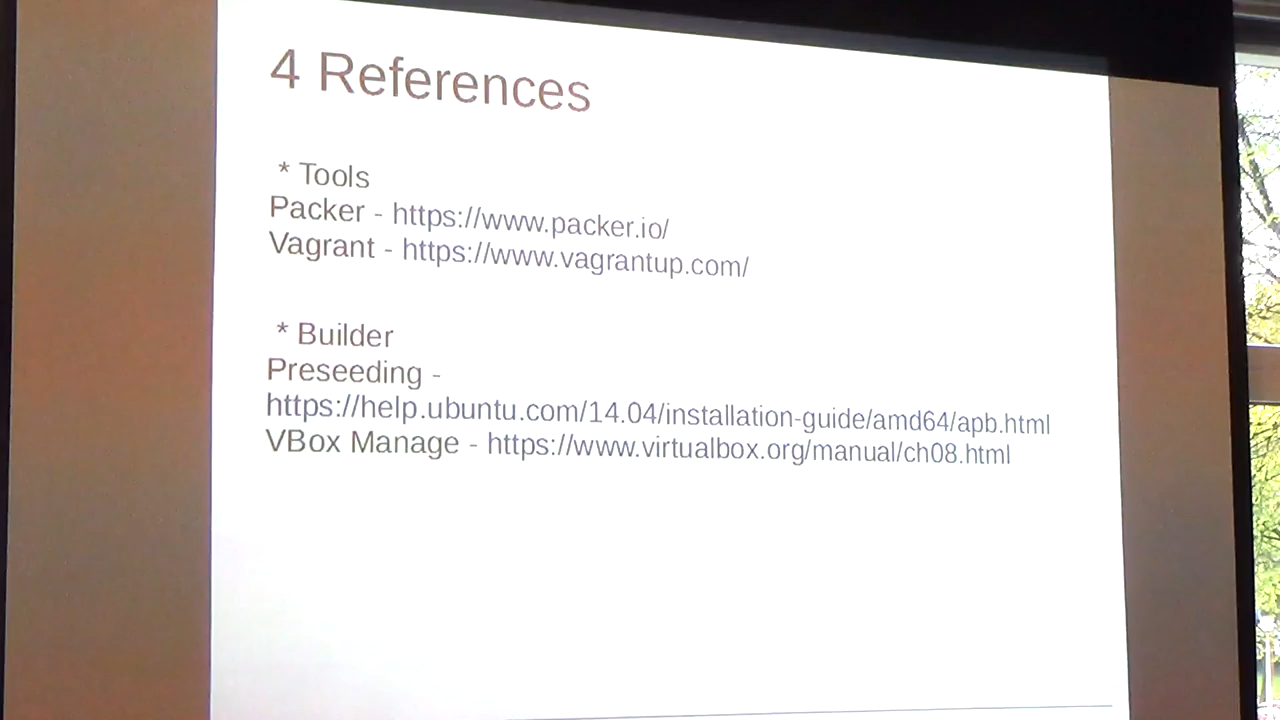 4 References
* Tools
Packer - https://www.packer.io/
Vagrant - https://www.vagrantup.com/
* Builder
Preseeding -
https://help.ubuntu.com/14.04/installation-guide/amd64/apb.html
VBox Manage - https://www.virtualbox.org/manual/ch08.html